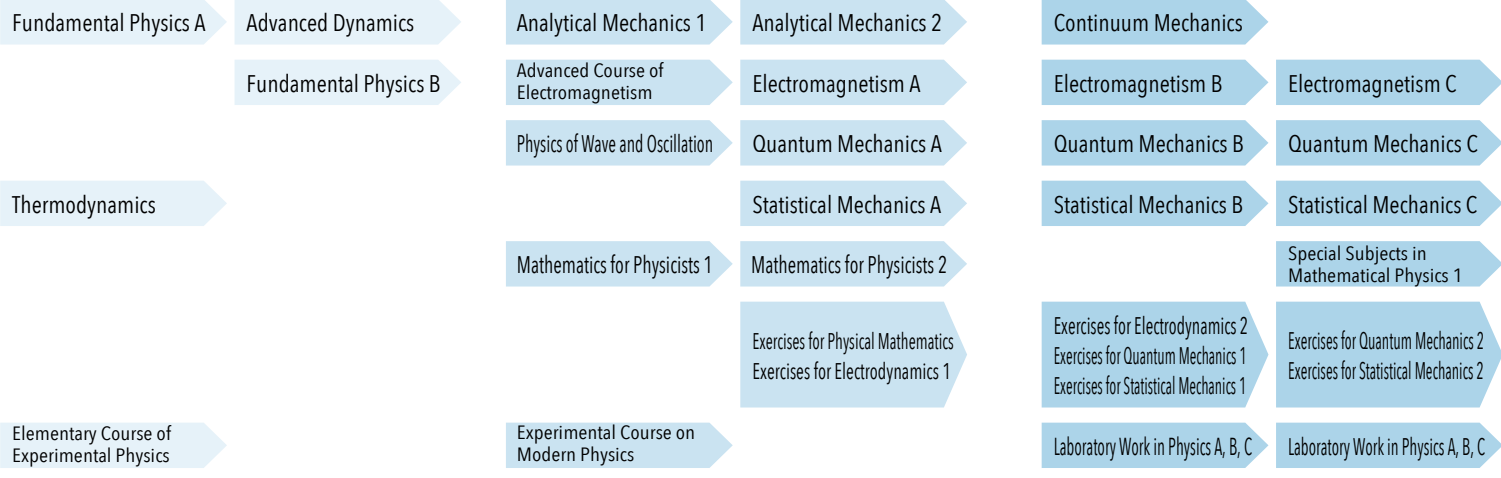 Fundamental Physics A
Advanced Dynamics
Analytical Mechanics 1
Analytical Mechanics 2
Continuum Mechanics
Fundamental Physics B
Advanced Course of
Electromagnetism
Electromagnetism A
Electromagnetism B
Electromagnetism C
Physics of Wave and Oscillation
Quantum Mechanics A
Quantum Mechanics B
Quantum Mechanics C
Thermodynamics
Statistical Mechanics A
Statistical Mechanics B
Statistical Mechanics C
Mathematics for Physicists 1
Mathematics for Physicists 2
Special Subjects in
Mathematical Physics 1
Exercises for Physical Mathematics
Exercises for Electrodynamics 1
Exercises for Electrodynamics 2
Exercises for Quantum Mechanics 1
Exercises for Statistical Mechanics 1
Exercises for Quantum Mechanics 2
Exercises for Statistical Mechanics 2
Elementary Course of
Experimental Physics
Experimental Course on
Modern Physics
Laboratory Work in Physics A, B, C
Laboratory Work in Physics A, B, C